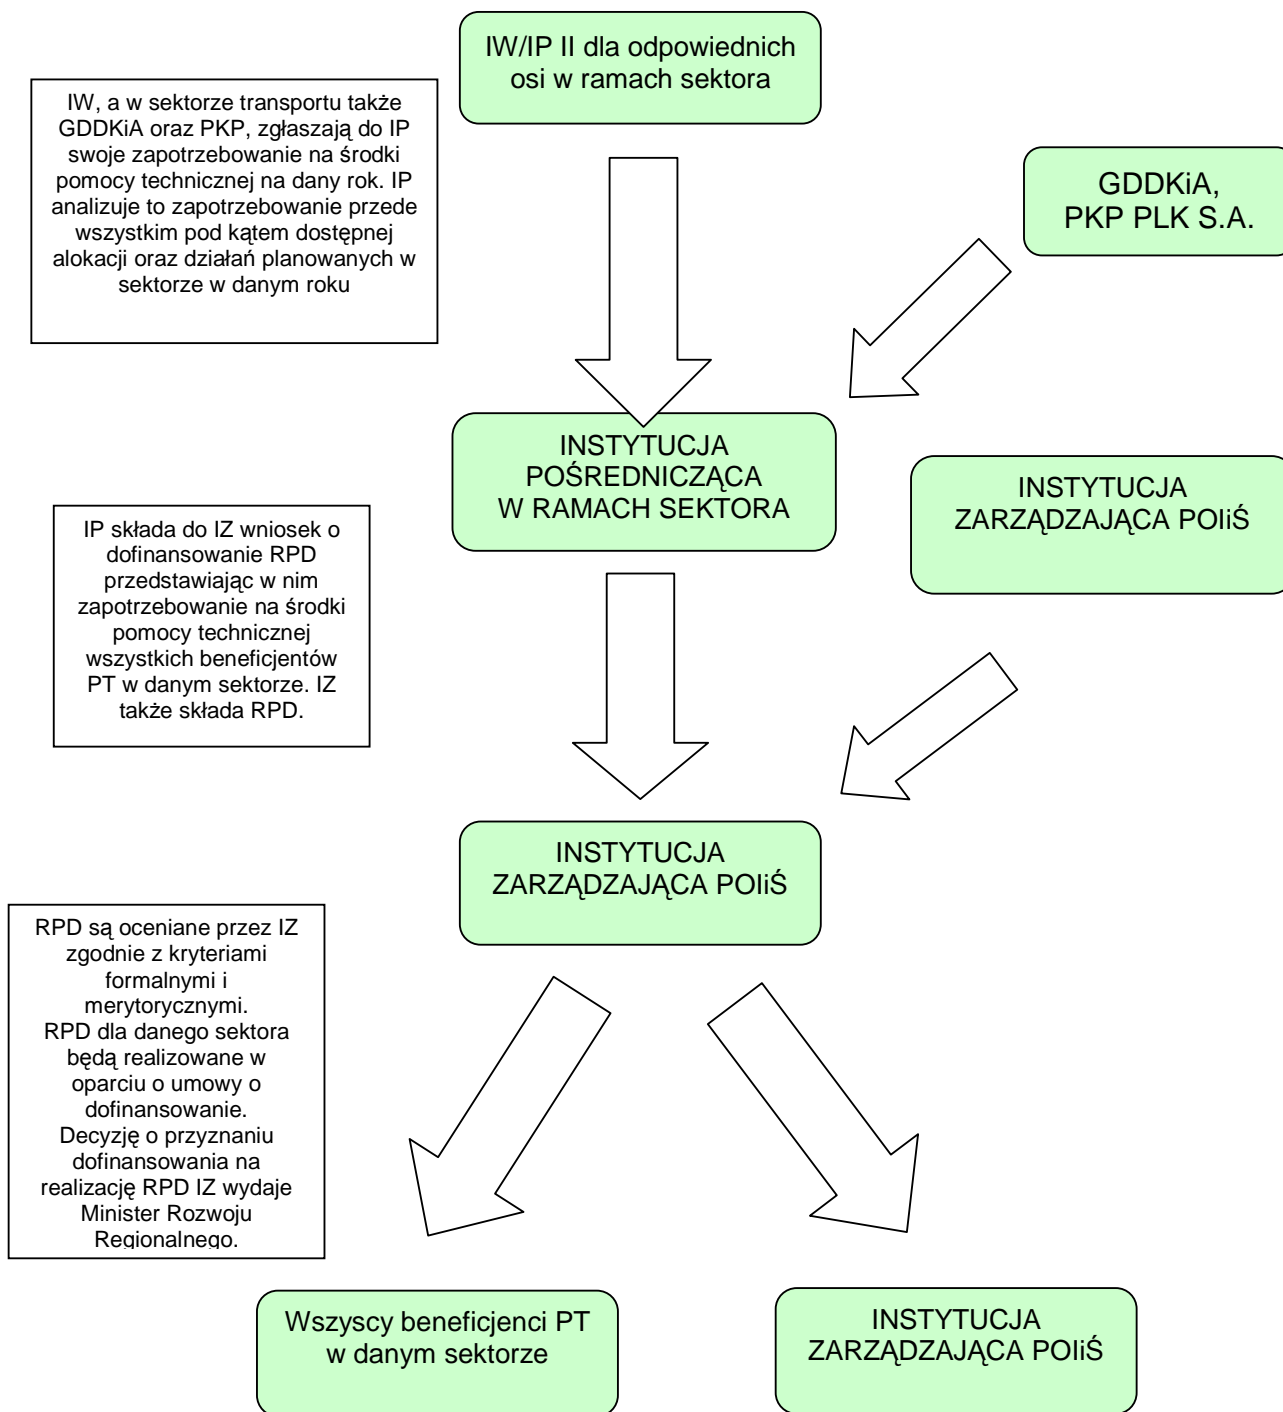 IW/IP II dla odpowiednich
osi w ramach sektora
IW, a w sektorze transportu także
GDDKiA oraz PKP, zgłaszają do IP
swoje zapotrzebowanie na środki
pomocy technicznej na dany rok. IP
analizuje to zapotrzebowanie przede
wszystkim pod kątem dostępnej
alokacji oraz działań planowanych w
sektorze w danym roku
GDDKiA,
PKP PLK S.A.
INSTYTUCJA
POŚREDNICZĄCA
W RAMACH SEKTORA
INSTYTUCJA
ZARZĄDZAJĄCA POIiŚ
IP składa do IZ wniosek o
dofinansowanie RPD
przedstawiając w nim
zapotrzebowanie na środki
pomocy technicznej
wszystkich beneficjentów
PT w danym sektorze. IZ
także składa RPD.
INSTYTUCJA
ZARZĄDZAJĄCA POIiŚ
RPD są oceniane przez IZ
zgodnie z kryteriami
formalnymi i
merytorycznymi.
RPD dla danego sektora
będą realizowane w
oparciu o umowy o
dofinansowanie.
Decyzję o przyznaniu
dofinansowania na
realizację RPD IZ wydaje
Minister Rozwoju
Regionalnego.
Wszyscy beneficjenci PT
w danym sektorze
INSTYTUCJA
ZARZĄDZAJĄCA POIiŚ